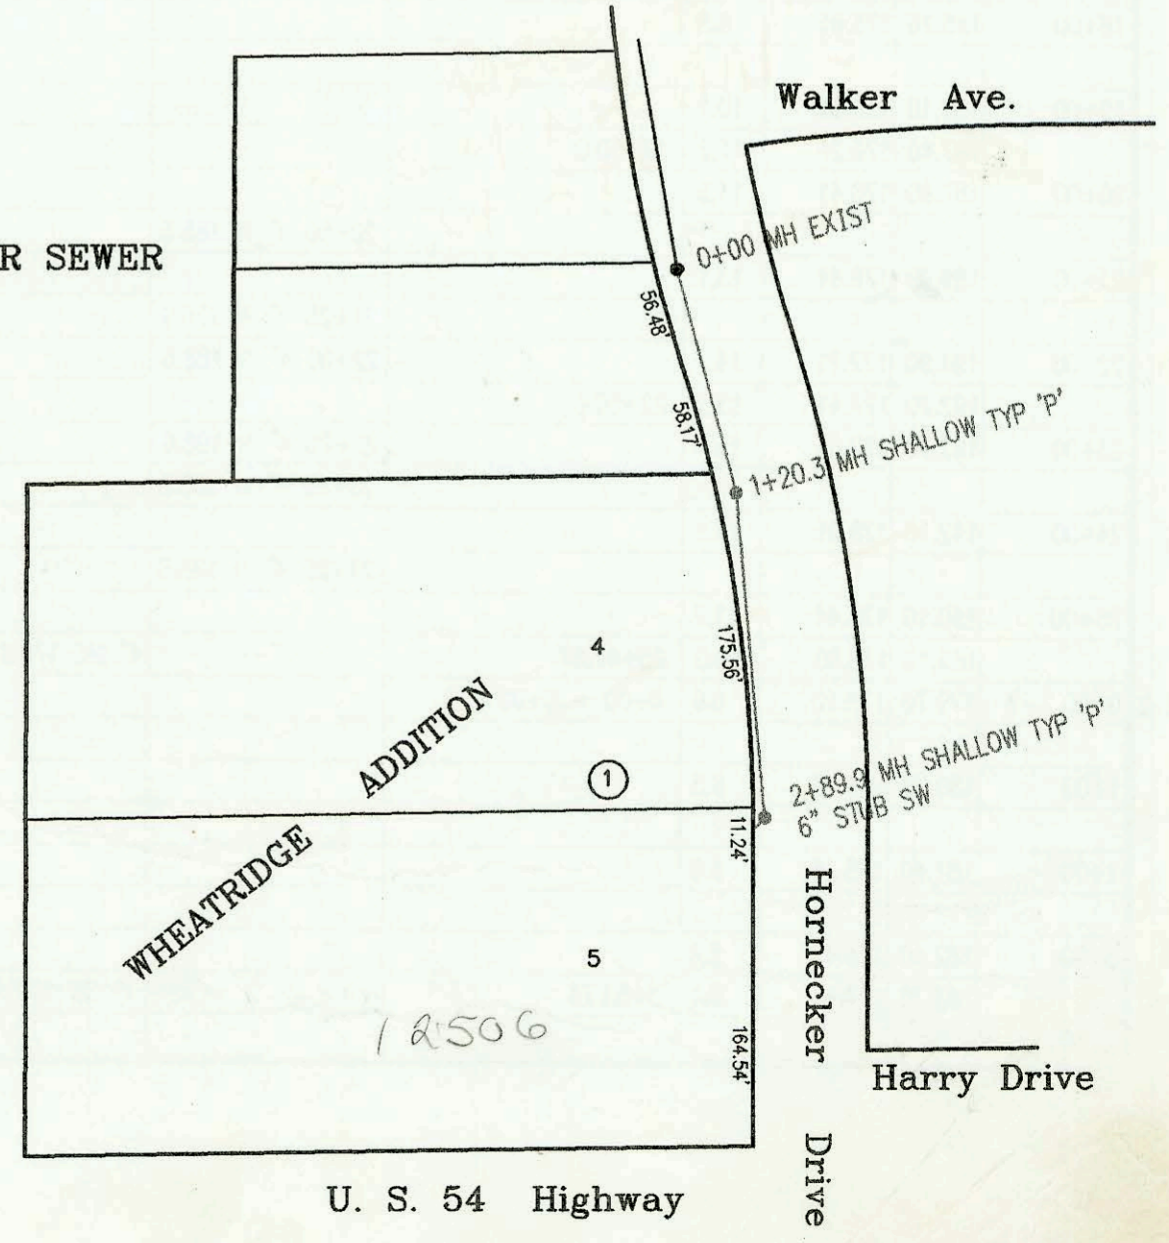 Walker Ave.
0+00 MH EXIST
R SEWER
56.48'
58.17'
1+20.3 MH SHALLOW TYP 'P'
175.56'
4
ADDITION
1
2+89.9 MH SHALLOW TYP 'P'
6" STUB SW
11.24'
WHEATRIDGE
5
Hornecker Drive
12506
164.54'
Harry Drive
U. S. 54 Highway